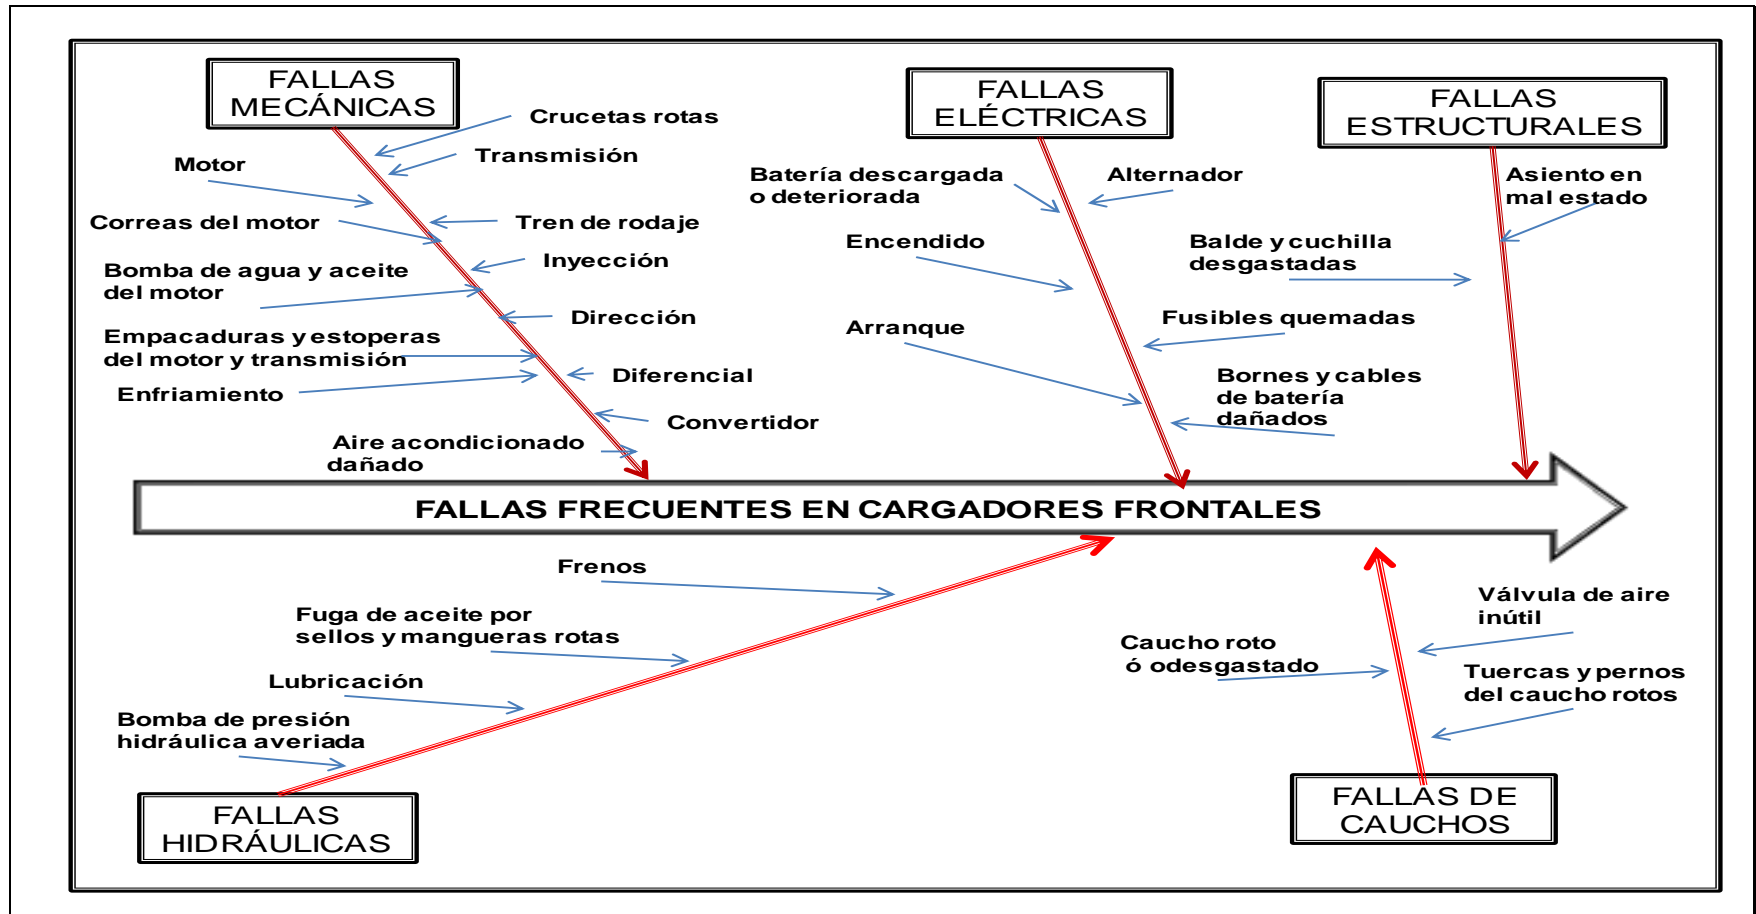 FALLAS
MECÁNICAS
Crucetas rotas
Transmisión
Motor
Tren de rodaje
Correas del motor
Inyección
Bomba de agua y aceite
del motor
Dirección
Empacaduras y estoperas
del motor y transmisión
Diferencial
Enfriamiento
Convertidor
Aire acondicionado
dañado
FALLAS
ELÉCTRICAS
Batería descargada
o deteriorada
Alternador
Encendido
Fusibles quemadas
Arranque
Bornes y cables
de batería
dañados
FALLAS
ESTRUCTURALES
Asiento en
mal estado
Balde y cuchilla
desgastadas
FALLAS FRECUENTES EN CARGADORES FRONTALES
Frenos
Fuga de aceite por
sellos y mangueras rotas
Lubricación
Bomba de presión
hidráulica averiada
FALLAS
HIDRÁULICAS
Válvula de aire
inútil
Caucho roto
ó odesgastado
Tuercas y pernos
del caucho rotos
FALLAS DE
CAUCHOS